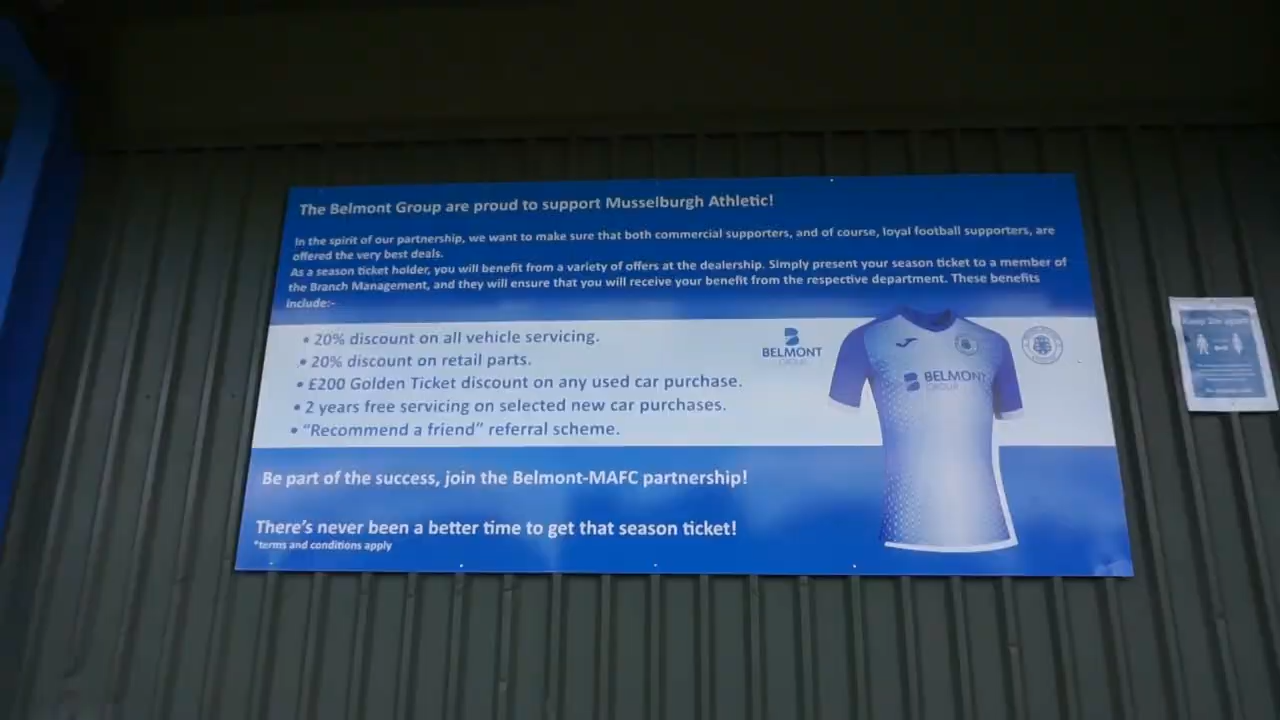 The Belmont Group are proud to support Musselburgh Athletic!
In the spirit of our partnership, we want to make sure that both commercial supporters, and of course, loyal football supporters, are
offered the very best deals.
As a season ticket holder, you will benefit from a variety of offers at the dealership. Simply present your season ticket to a member of
the Branch Management, and they will ensure that you will receive your benefit from the respective department. These benefits
include:-
• 20% discount on all vehicle servicing.
• 20% discount on retail parts.
• £200 Golden Ticket discount on any used car purchase.
• 2 years free servicing on selected new car purchases.
• "Recommend a friend" referral scheme.
BELMONT
GROUP
BELMONT
GROUP
Be part of the success, join the Belmont-MAFC partnership!
There's never been a better time to get that season ticket!
*terms and conditions apply
Keep 2m apart